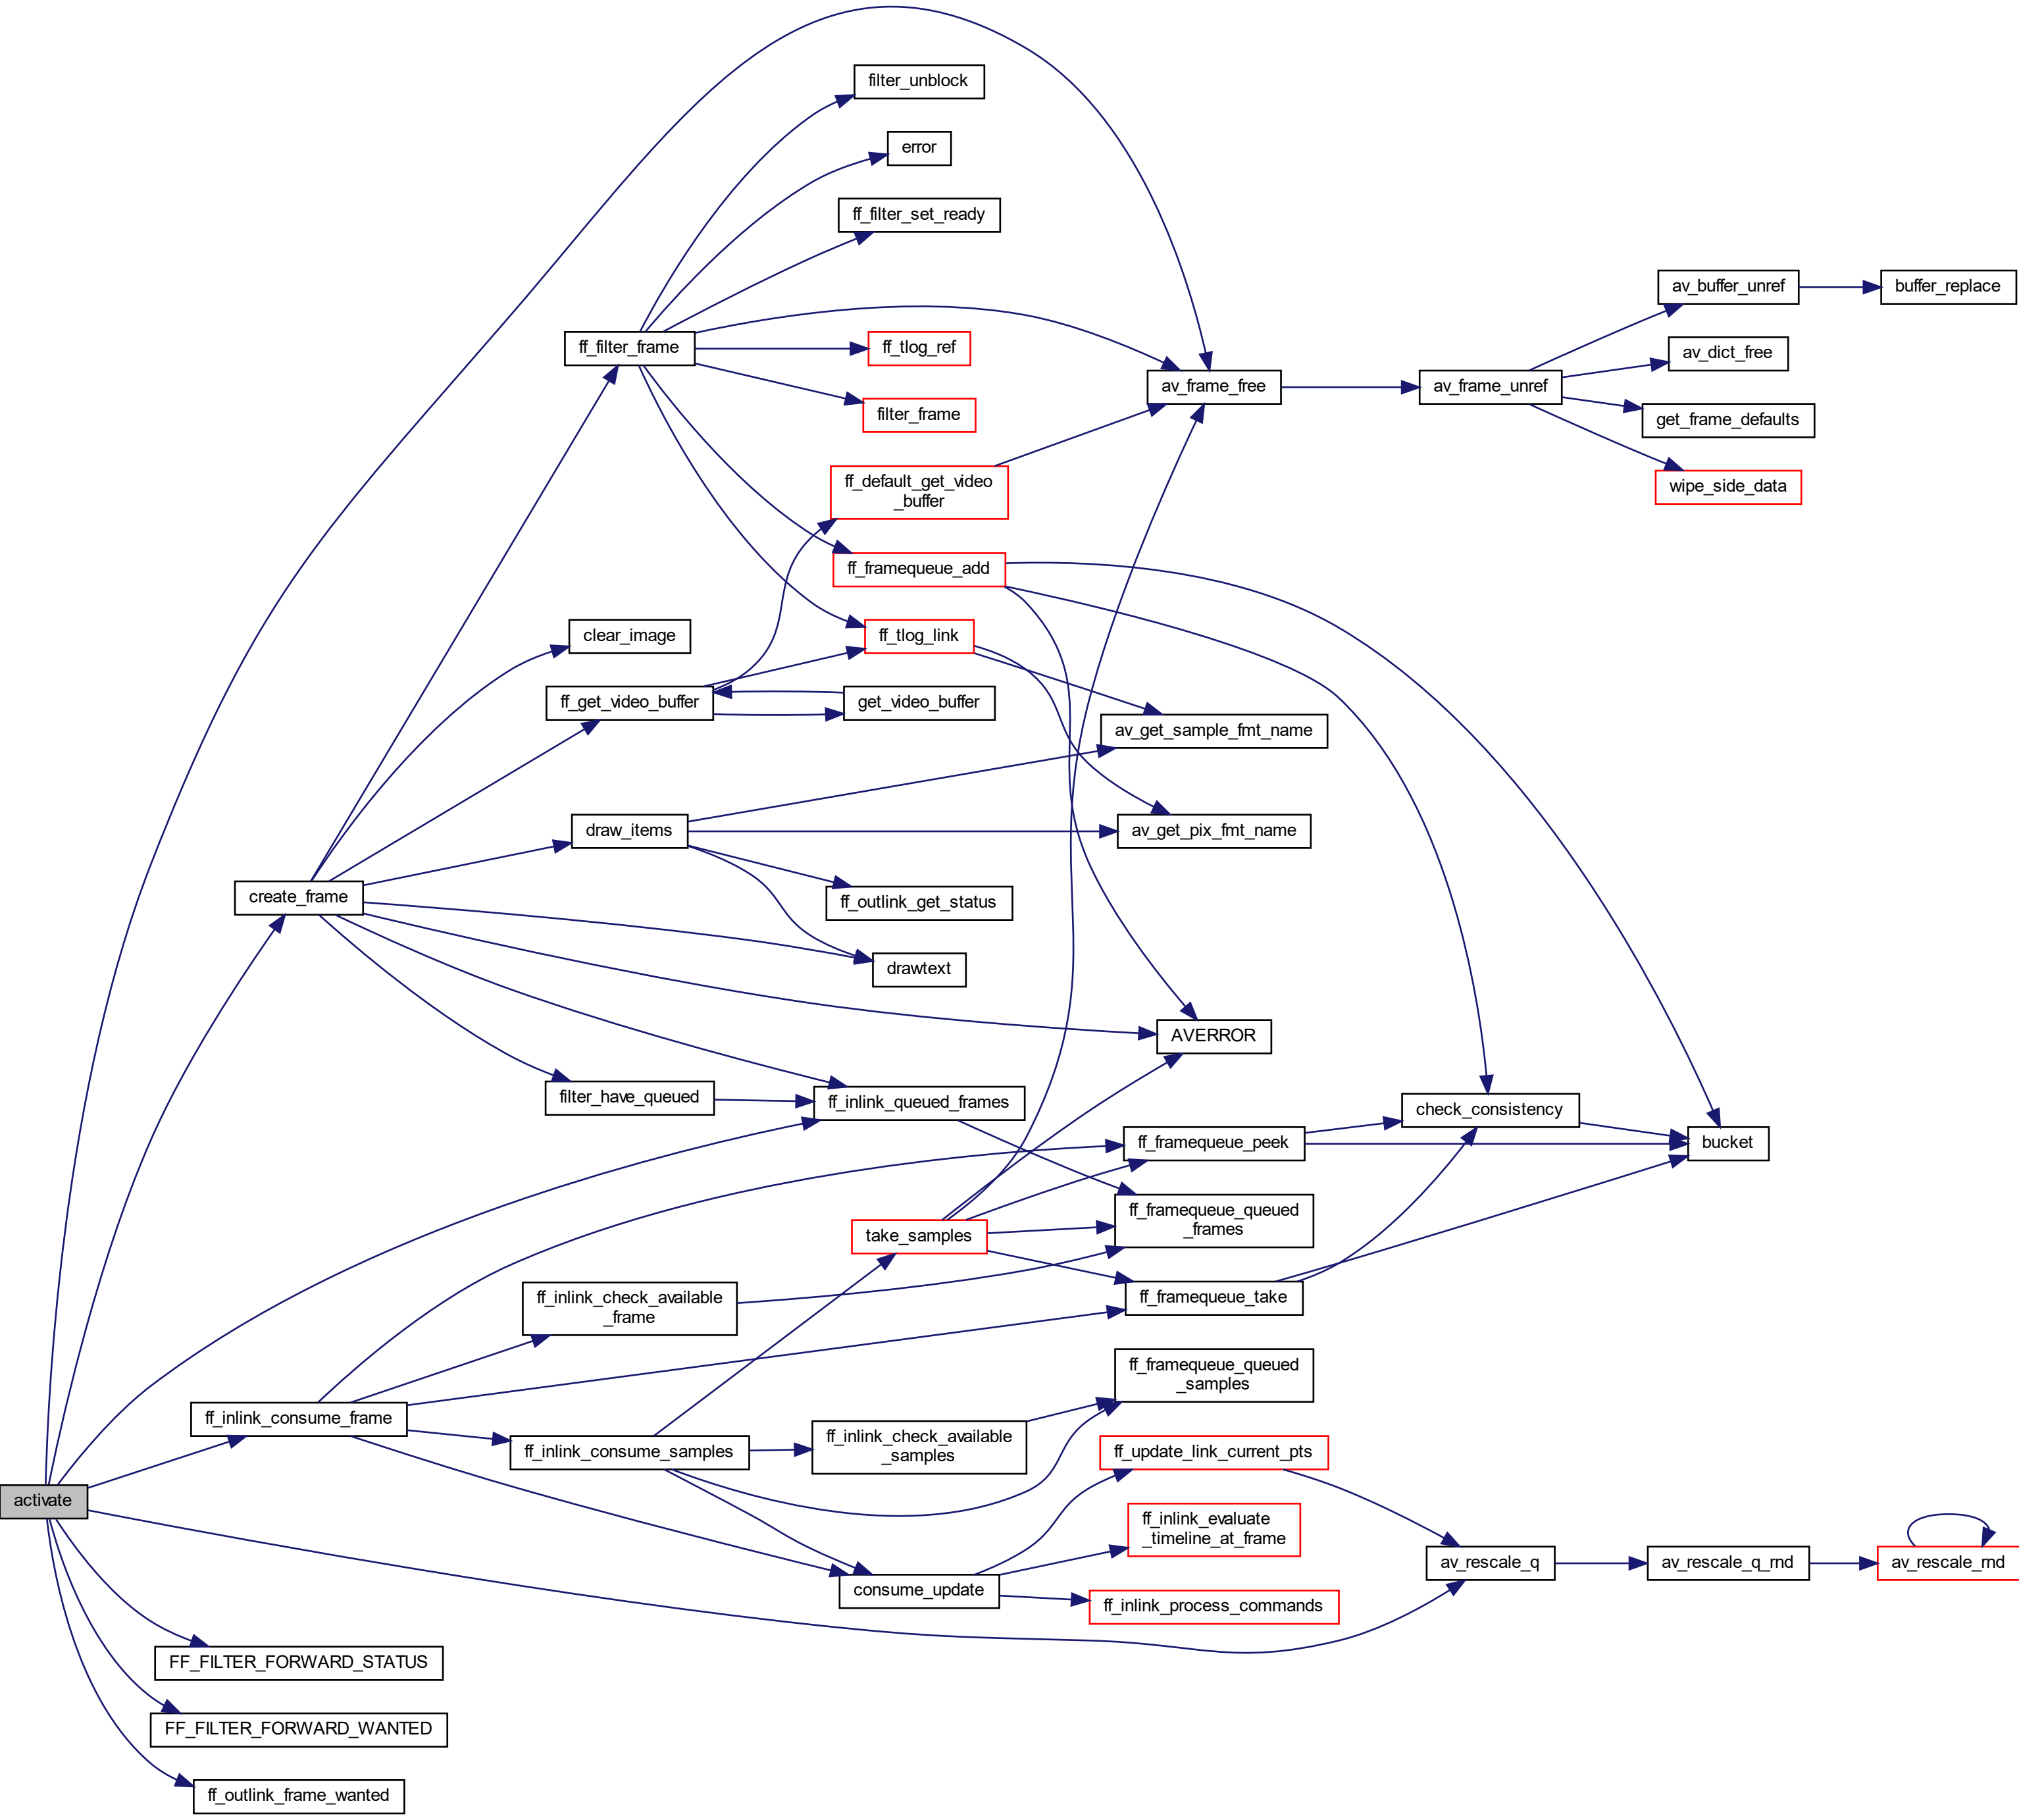 filter_unblock
error
ff_filter_set_ready
av_buffer_unref
buffer_replace
ff_filter_frame
ff_tlog_ref
av_dict_free
av_frame_free
av_frame_unref
filter_frame
get_frame_defaults
ff_default_get_video
_buffer
wipe_side_data
ff_framequeue_add
clear_image
ff_tlog_link
ff_get_video_buffer
get_video_buffer
av_get_sample_fmt_name
draw_items
av_get_pix_fmt_name
create_frame
ff_outlink_get_status
drawtext
AVERROR
filter_have_queued
ff_inlink_queued_frames
check_consistency
ff_framequeue_peek
bucket
take_samples
ff_framequeue_queued
_frames
ff_inlink_check_available
_frame
ff_framequeue_take
ff_framequeue_queued
_samples
ff_inlink_consume_frame
ff_inlink_consume_samples
ff_inlink_check_available
_samples
ff_update_link_current_pts
activate
ff_inlink_evaluate
_timeline_at_frame
av_rescale_q
av_rescale_q_rnd
av_rescale_rnd
consume_update
ff_inlink_process_commands
FF_FILTER_FORWARD_STATUS
FF_FILTER_FORWARD_WANTED
ff_outlink_frame_wanted